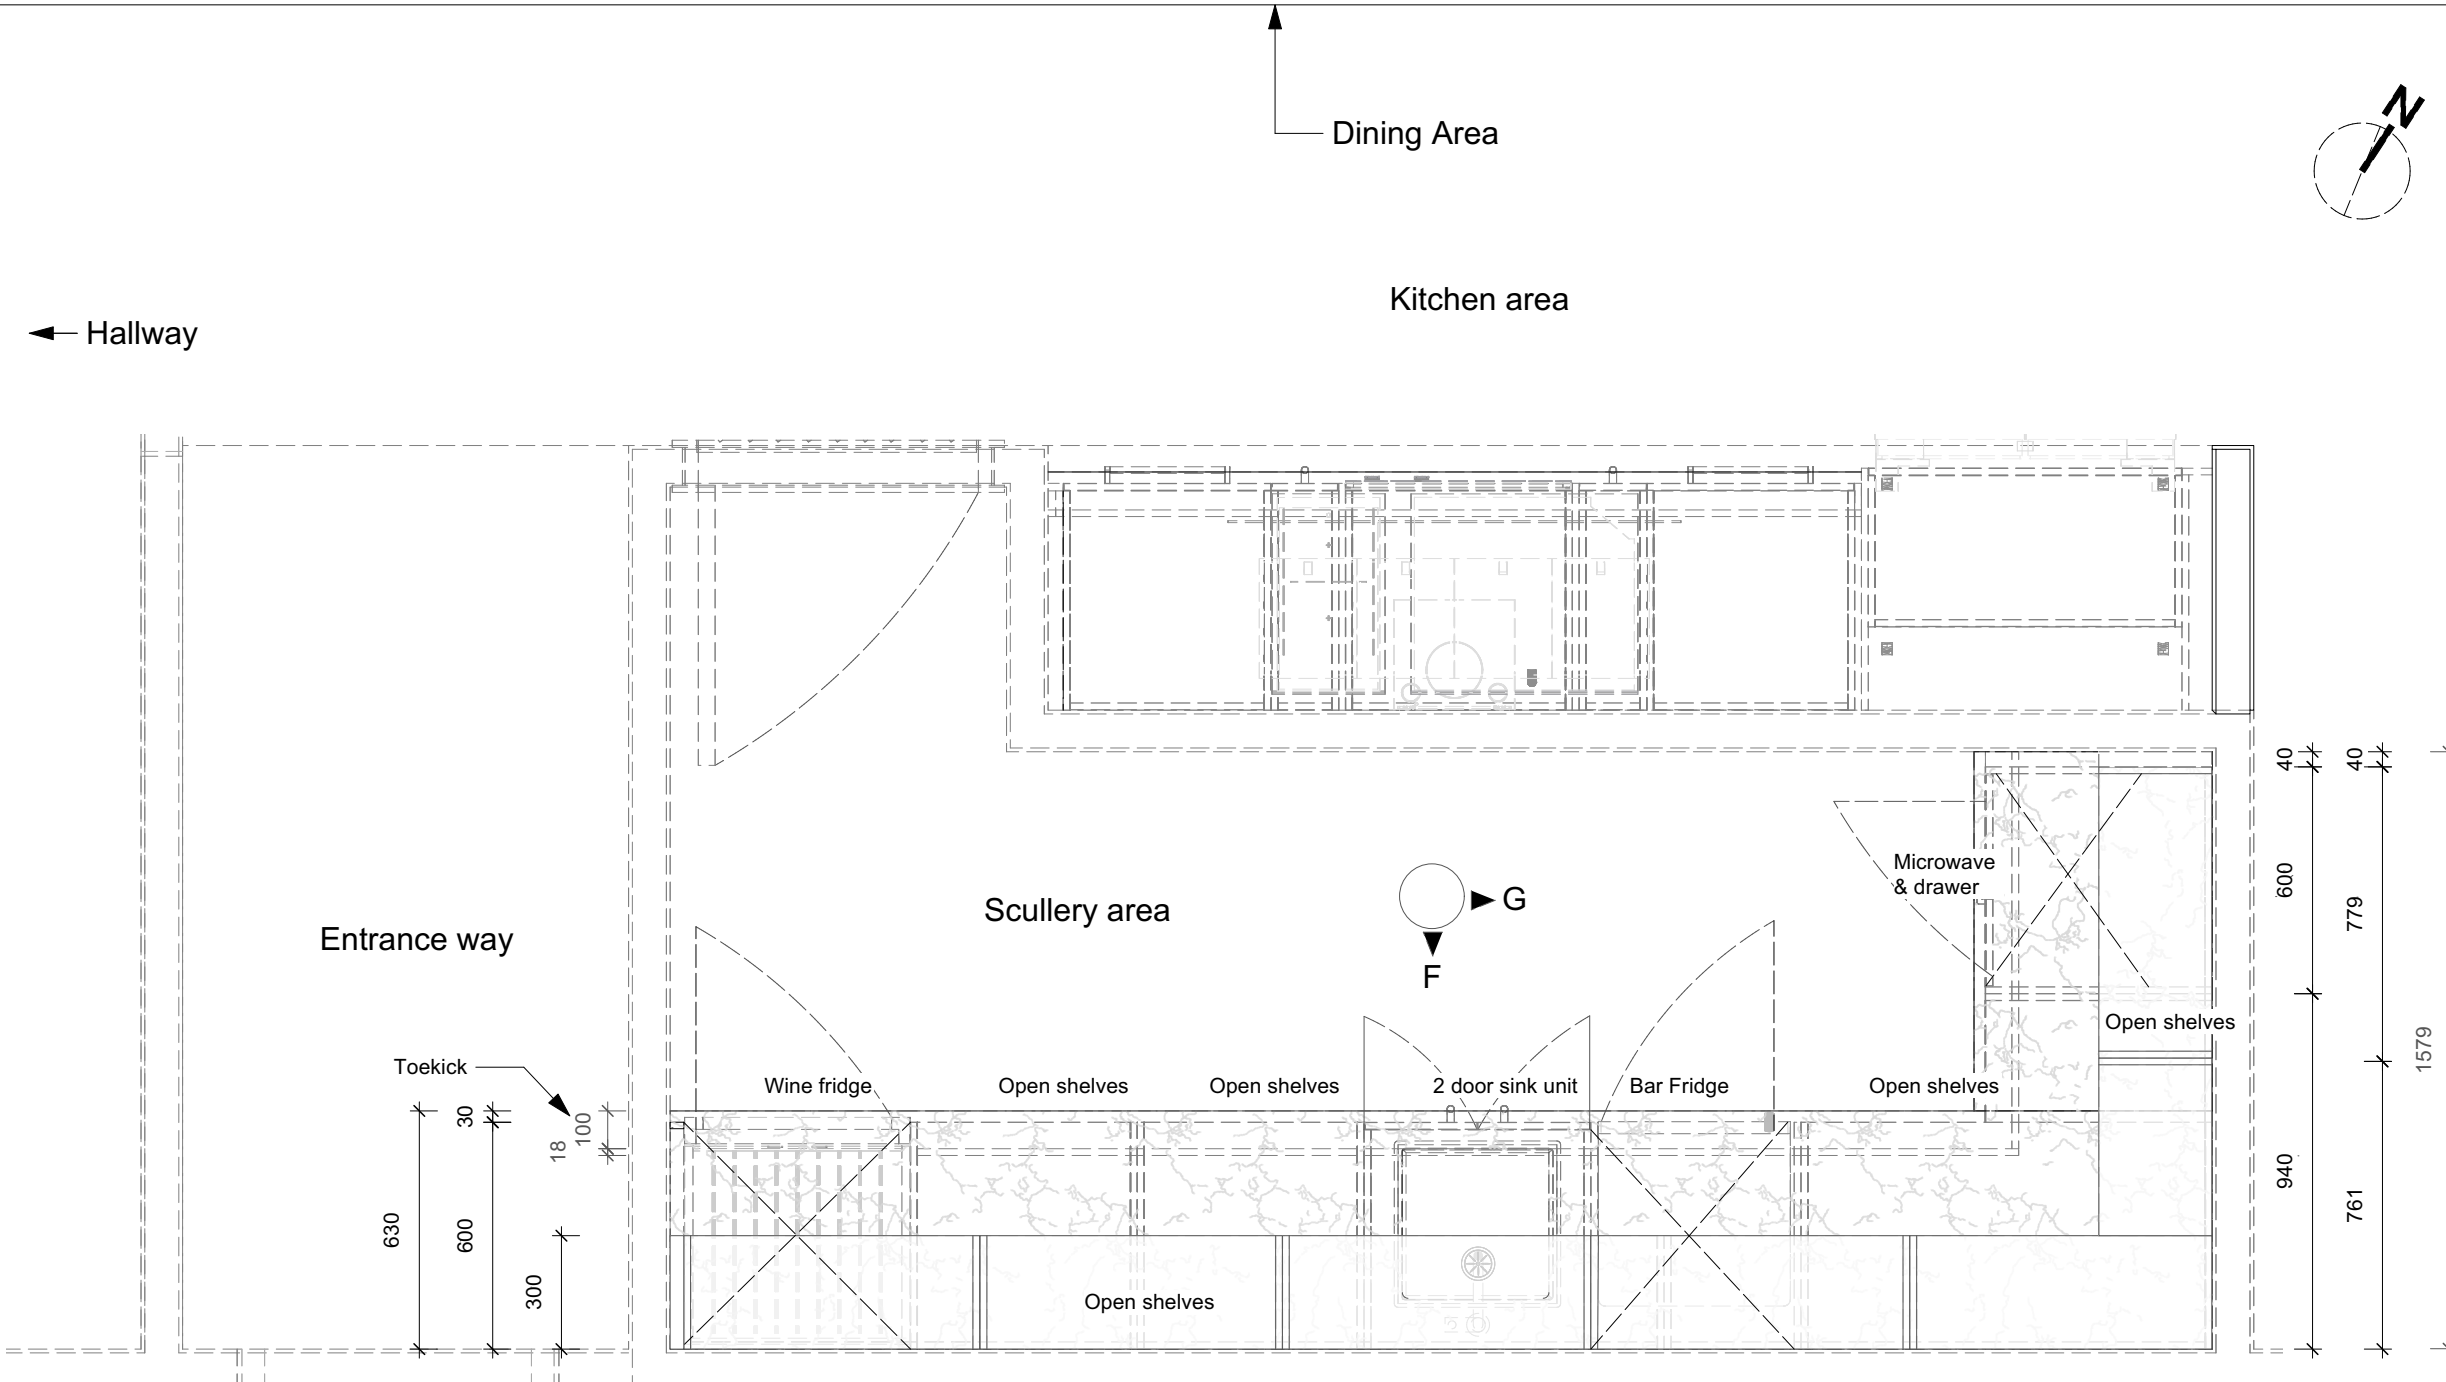 Dining Area
N
Kitchen area
Hallway
40
40
600
779
Microwave
& drawer
G
Scullery area
F
Entrance way
Open shelves
1579
Toekick
Wine fridge
Open shelves
Open shelves
2 door sink unit
Bar Fridge
Open shelves
30
100
18
940
761
630
600
300
Open shelves